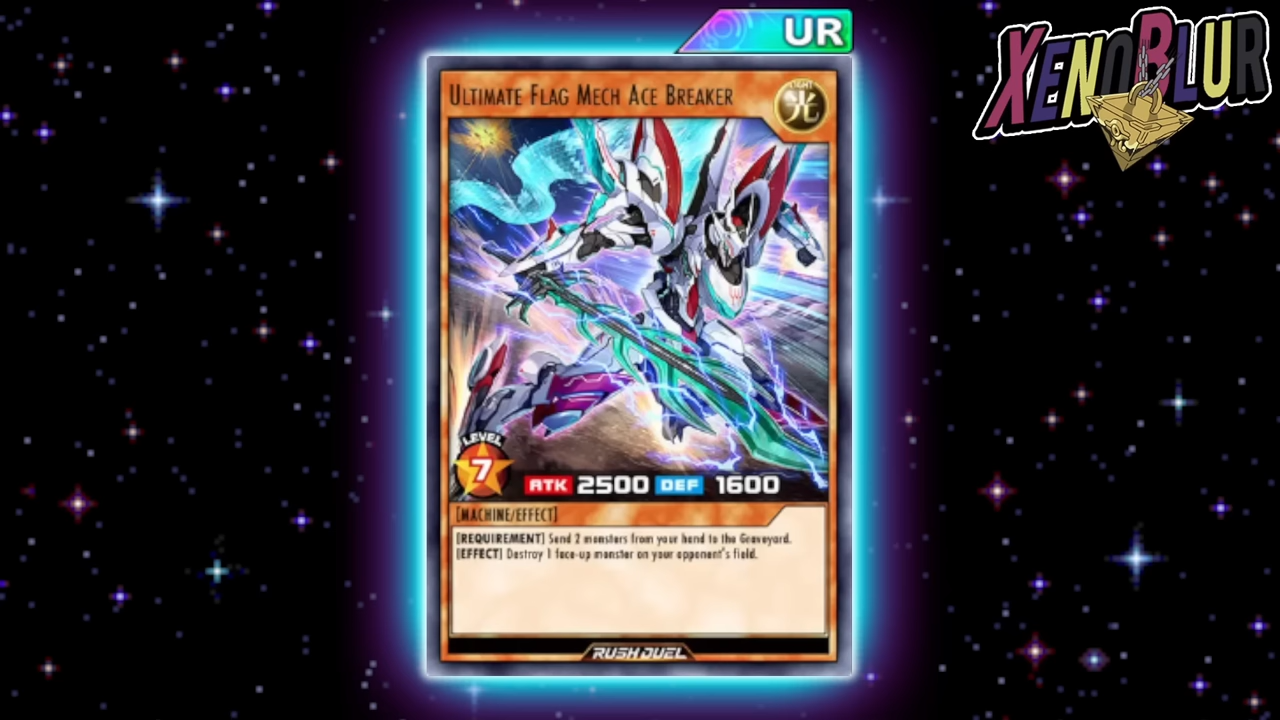 UR
XENOBLUR
ULTIMATE FLAG MECH ACE BREAKER
LIGHT
光
LEVEL
7
ATK 2500 DEF 1600
[MACHINE/EFFECT]
[REQUIREMENT] Send 2 monsters from your hand to the Graveyard.
[EFFECT] Destroy 1 face-up monster on your opponent's field.
RUSH DUEL